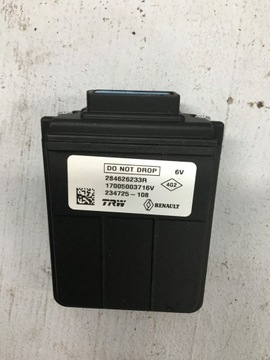 DO NOT DROP
6V
284626233R
17005003716V
4G2
234725-108
TRW
RENAULT